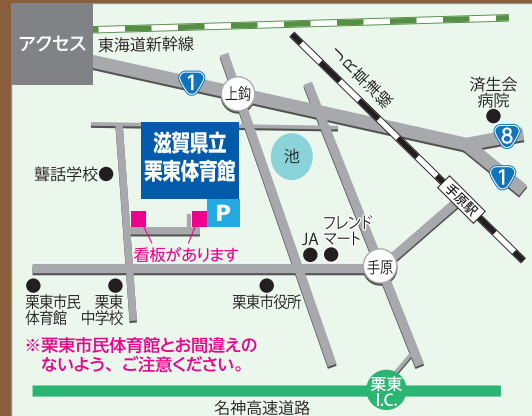 アクセス
東海道新幹線
JR草津線
1
上鈎
済生会
病院
8
滋賀県立
栗東体育館
池
聾話学校
1
手原駅
P
フレンド
マート
JA
看板があります
手原
栗東市民
体育館
栗東
中学校
栗東市役所
※栗東市民体育館とお間違えの
ないよう、ご注意ください。
栗東
I.C.
名神高速道路